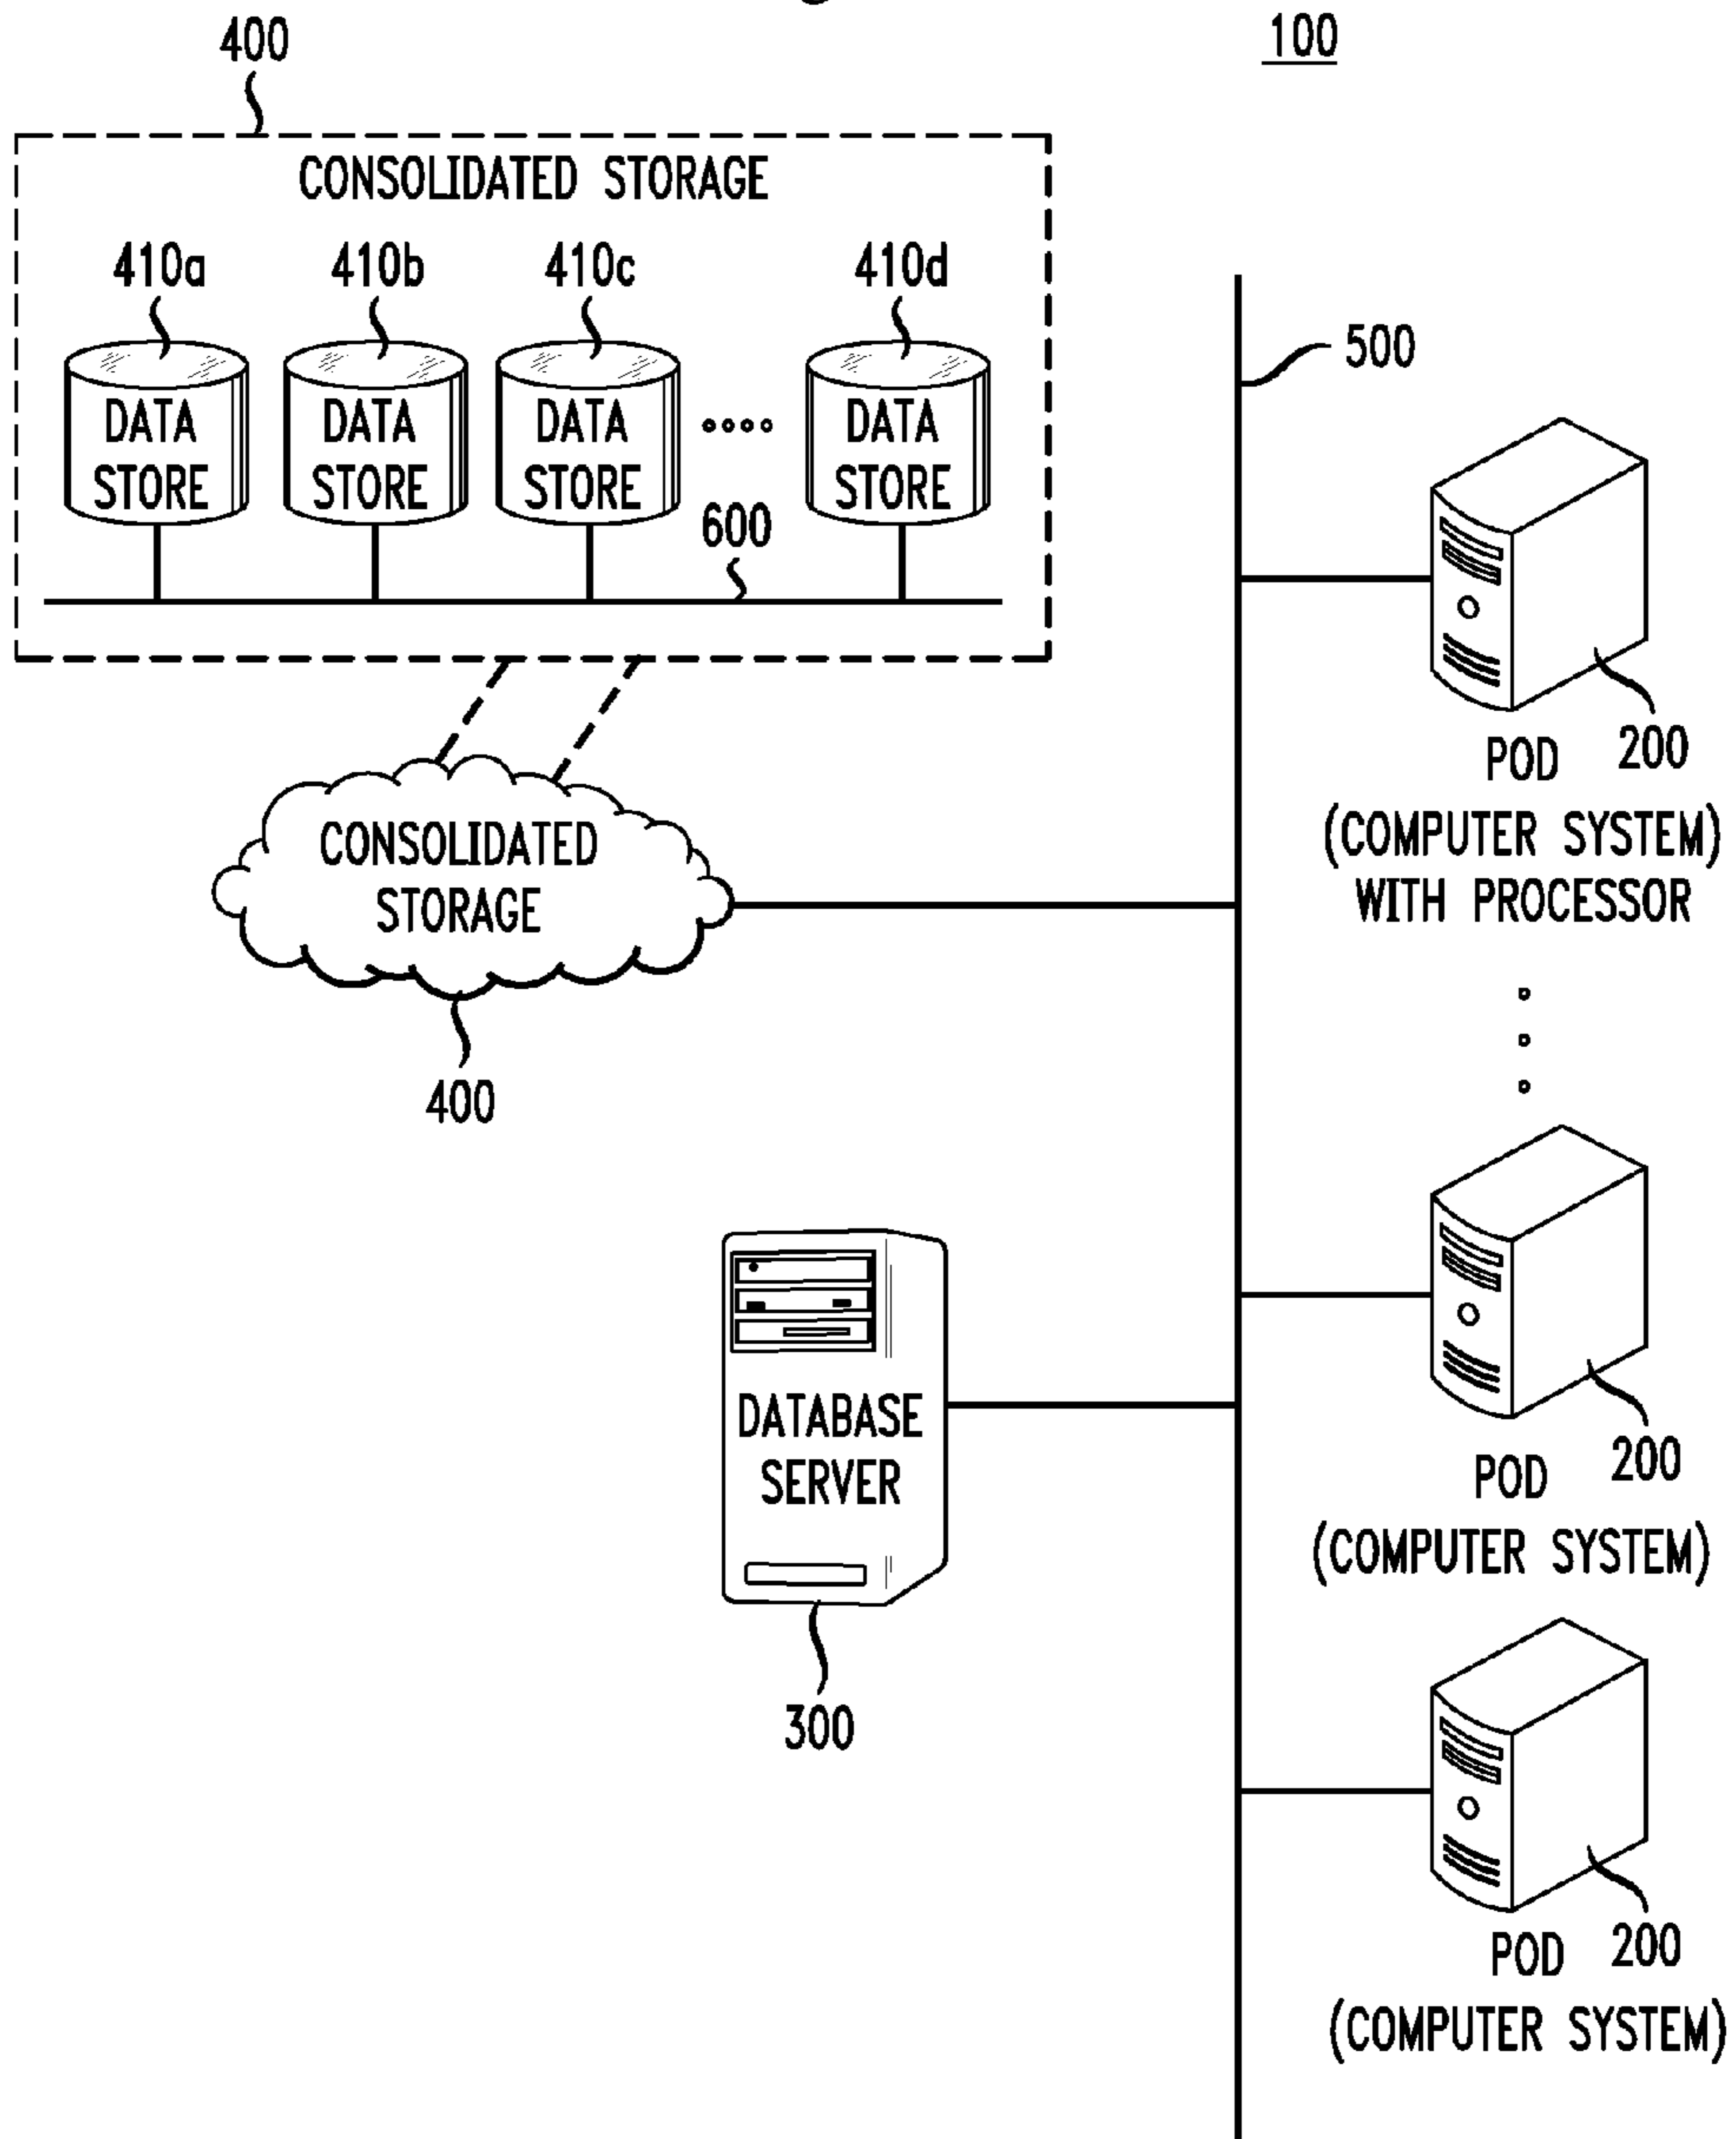 400
100
CONSOLIDATED STORAGE
410a 410b 410c 410d
500
DATA STORE
DATA STORE
DATA STORE
DATA STORE
600
POD 200
(COMPUTER SYSTEM)
WITH PROCESSOR
CONSOLIDATED
STORAGE
400
DATABASE
SERVER
300
POD 200
(COMPUTER SYSTEM)
POD 200
(COMPUTER SYSTEM)